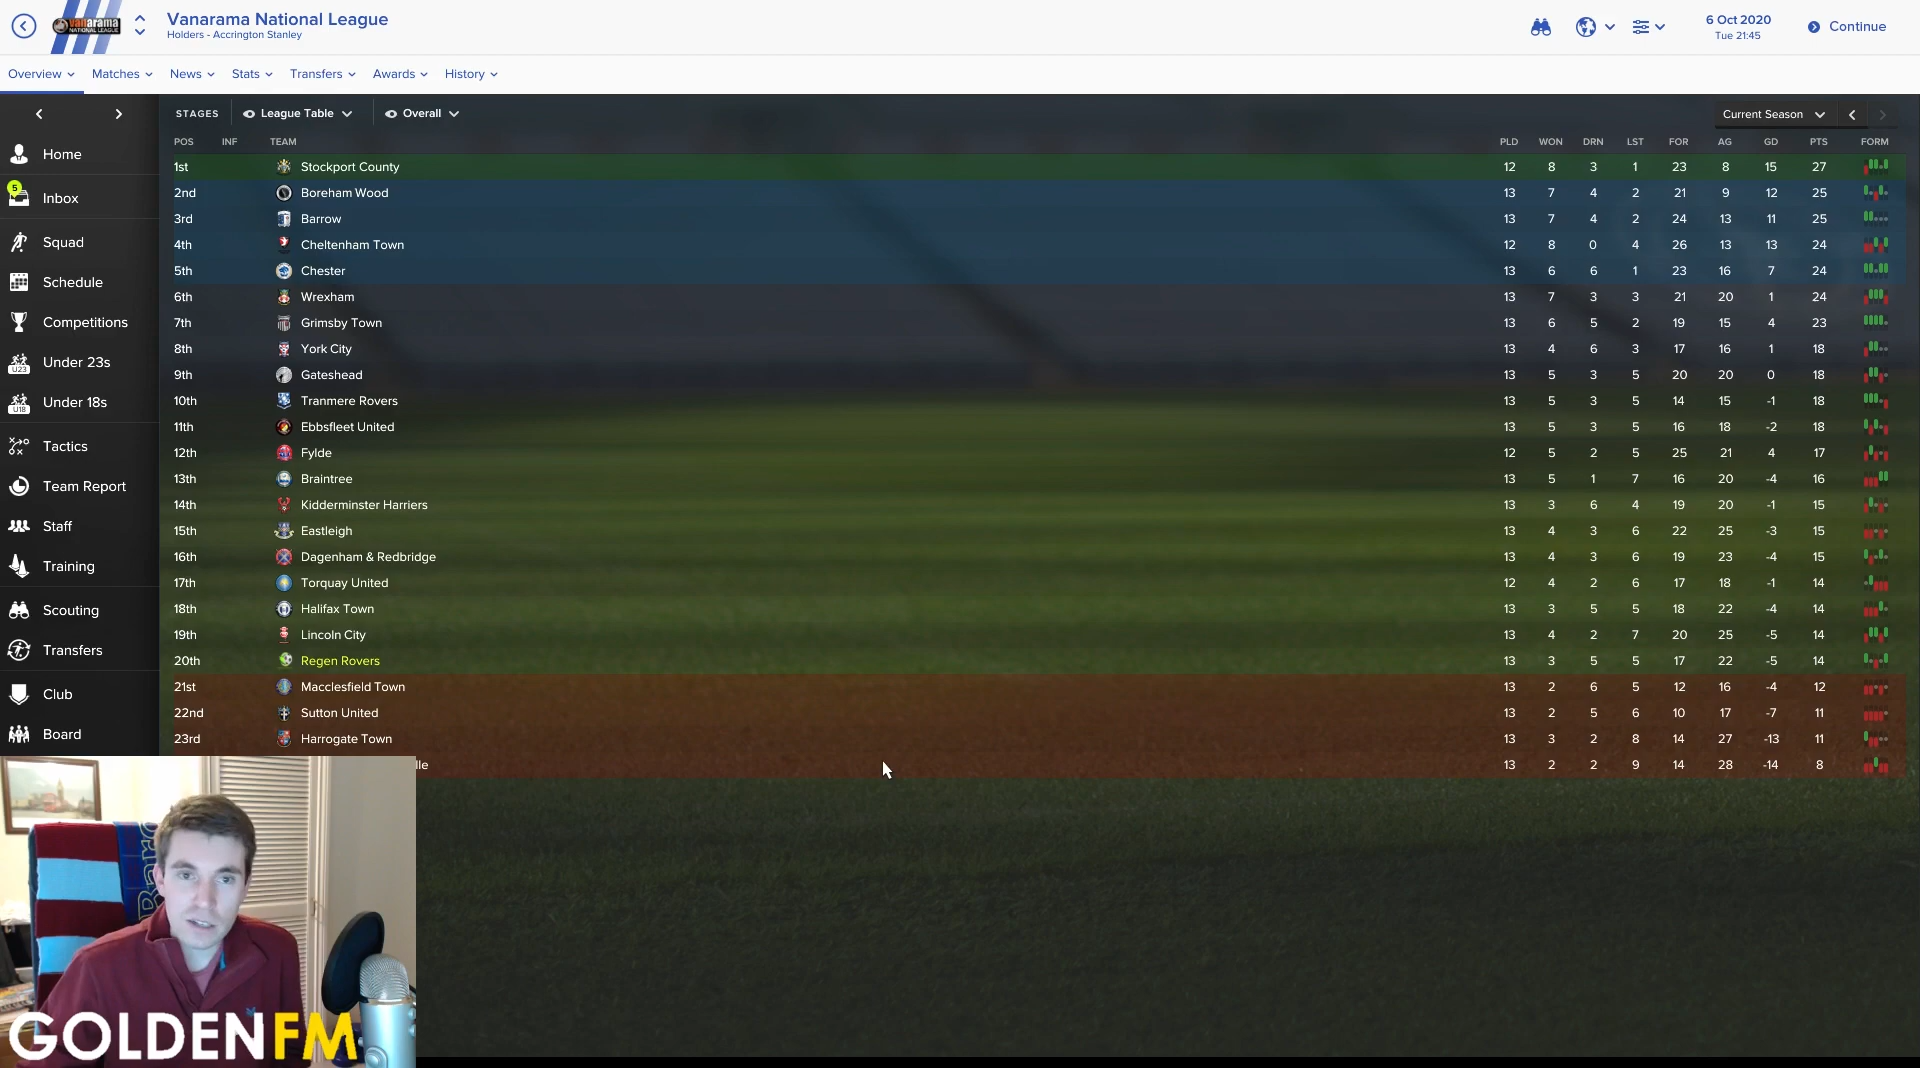 Vanarama National League
Holders - Accrington Stanley
6 Oct 2020
Tue 21:45
Continue
Overview Matches News Stats Transfers Awards History
STAGES League Table Overall Current Season
POS INF TEAM PLD WON DRN LST FOR AG GD PTS FORM
1st Stockport County 12 8 3 1 23 8 15 27
2nd Boreham Wood 13 7 4 2 21 9 12 25
3rd Barrow 13 7 4 2 24 13 11 25
4th Cheltenham Town 12 8 0 4 26 13 13 24
5th Chester 13 6 6 1 23 16 7 24
6th Wrexham 13 7 3 3 21 20 1 24
7th Grimsby Town 13 6 5 2 19 15 4 23
8th York City 13 4 6 3 17 16 1 18
9th Gateshead 13 5 3 5 20 20 0 18
10th Tranmere Rovers 13 5 3 5 14 15 -1 18
11th Ebbsfleet United 13 5 3 5 16 18 -2 18
12th Fylde 12 5 2 5 25 21 4 17
13th Braintree 13 5 1 7 16 20 -4 16
14th Kidderminster Harriers 13 3 6 4 19 20 -1 15
15th Eastleigh 13 4 3 6 22 25 -3 15
16th Dagenham & Redbridge 13 4 3 6 19 23 -4 15
17th Torquay United 12 4 2 6 17 18 -1 14
18th Halifax Town 13 3 5 5 18 22 -4 14
19th Lincoln City 13 4 2 7 20 25 -5 14
20th Regen Rovers 13 3 5 5 17 22 -5 14
21st Macclesfield Town 13 2 6 5 12 16 -4 12
22nd Sutton United 13 2 5 6 10 17 -7 11
23rd Harrogate Town 13 3 2 8 14 27 -13 11
lle 13 2 2 9 14 28 -14 8
Home
5
Inbox
Squad
Schedule
Competitions
Under 23s
U23
Under 18s
U18
Tactics
Team Report
Staff
Training
Scouting
Transfers
Club
Board
GOLDENFM